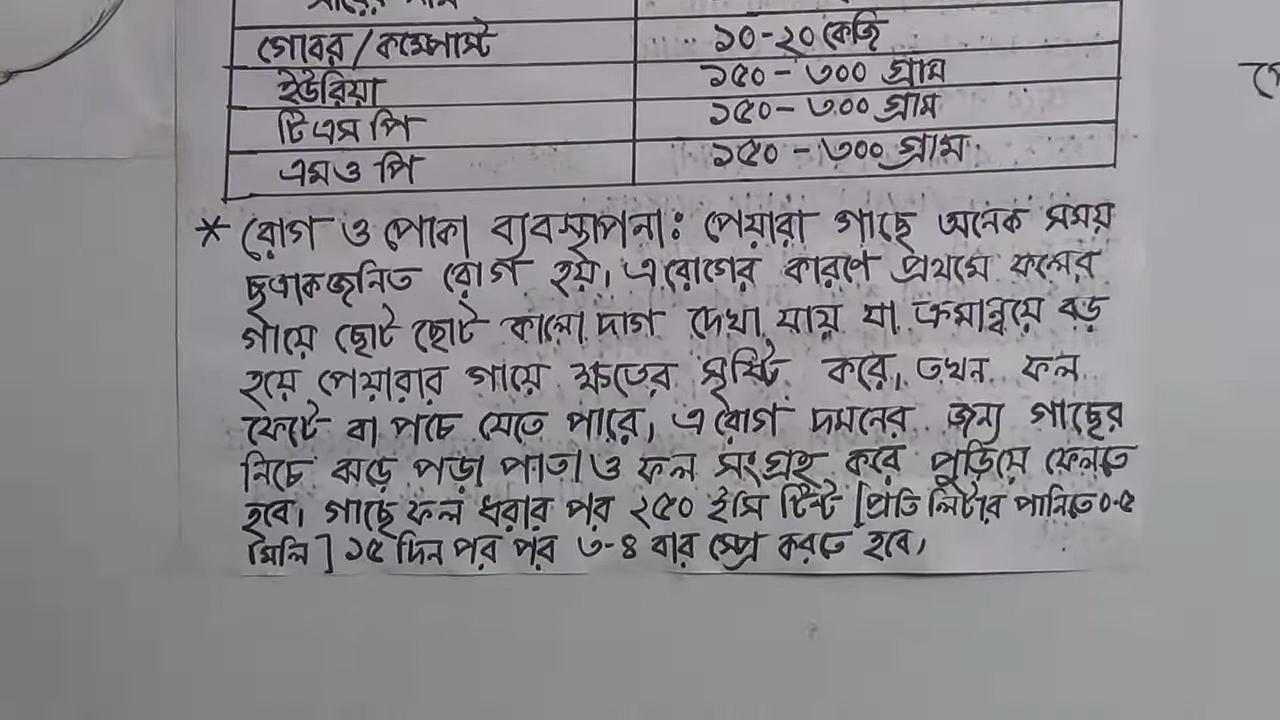 সারের নাম
গোবর/কম্পোস্ট ১০-২০ কেজি
ইউরিয়া ১৫০-৩০০ গ্রাম
টি এস পি ১৫০-৩০০ গ্রাম
এম ও পি ১৫০-৩০০ গ্রাম
* রোগ ও পোকা ব্যবস্থাপনা: পেয়ারা গাছে অনেক সময়
ছত্রাকজনিত রোগ হয়। এ রোগের কারণে প্রথমে ফলের
গায়ে ছোট ছোট কালো দাগ দেখা যায় যা ক্রমান্বয়ে বড়
হয়ে পেয়ারার গায়ে ক্ষতের সৃষ্টি করে, তখন ফল
ফেটে বা পচে যেতে পারে, এ রোগ দমনের জন্য গাছের
নিচে ঝড়ে পড়া পাতা ও ফল সংগ্রহ করে পুড়িয়ে ফেলতে
হবে। গাছে ফল ধরার পর ২৫০ ইসি টিল্ট [প্রতি লিটার পানিতে ০.৫
মিলি] ১৫ দিন পর পর ৩-৪ বার স্প্রে করতে হবে,